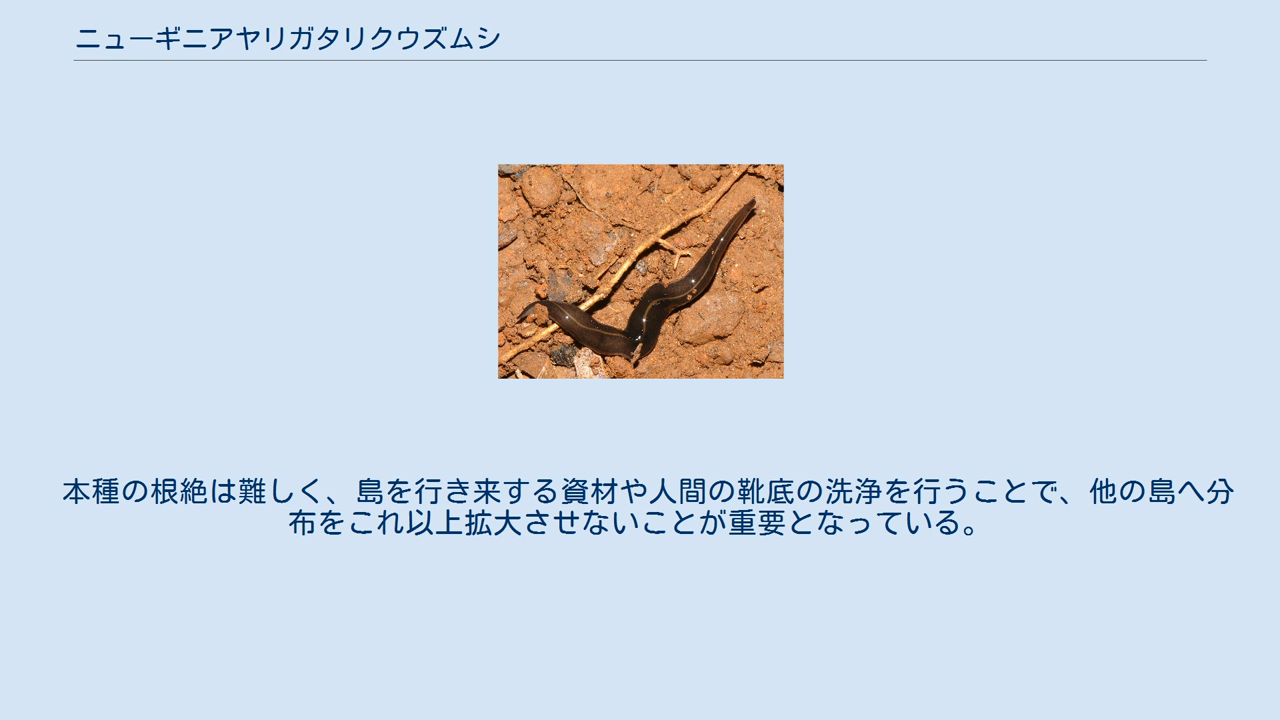 ニューギニアヤリガタリクウズムシ
本種の根絶は難しく、島を行き来する資材や人間の靴底の洗浄を行うことで、他の島へ分
布をこれ以上拡大させないことが重要となっている。